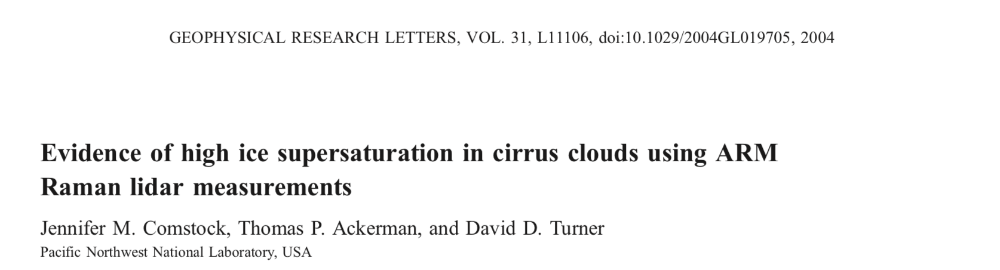 GEOPHYSICAL RESEARCH LETTERS, VOL. 31, L11106, doi:10.1029/2004GL019705, 2004
Evidence of high ice supersaturation in cirrus clouds using ARM
Raman lidar measurements
Jennifer M. Comstock, Thomas P. Ackerman, and David D. Turner
Pacific Northwest National Laboratory, USA